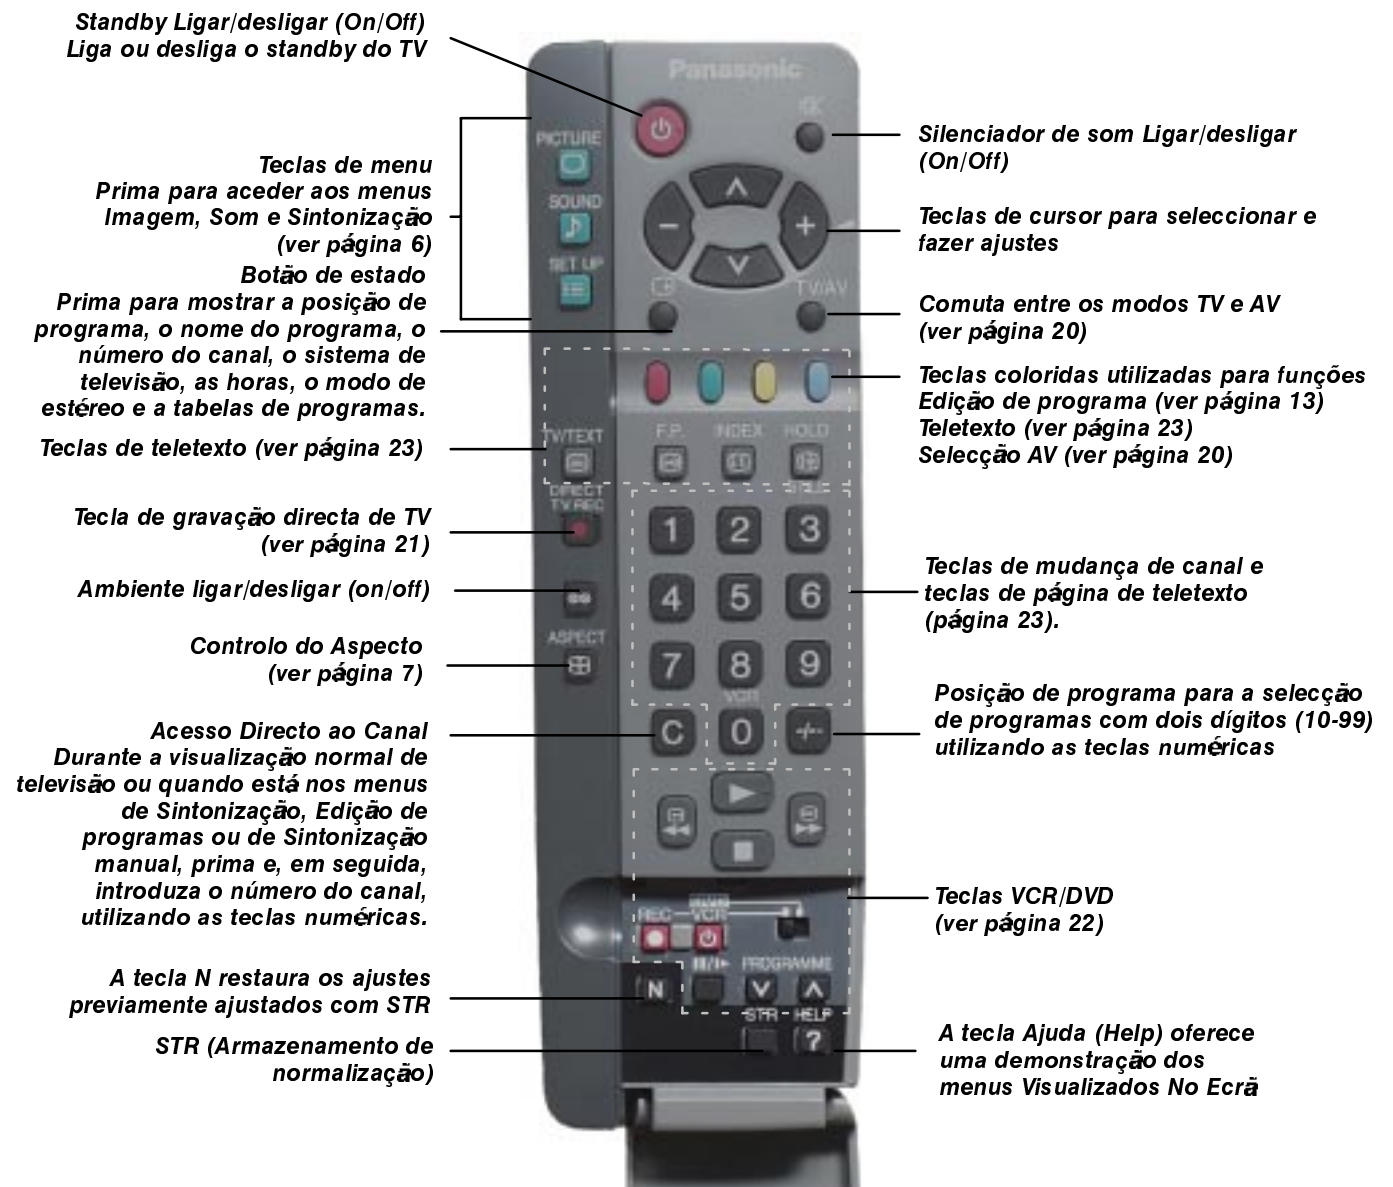 Standby Ligar/desligar (On/Off)
Liga ou desliga o standby do TV
Teclas de menu
Prima para aceder aos menus
Imagem, Som e Sintonização
(ver página 6)
Botão de estado
Prima para mostrar a posição de
programa, o nome do programa, o
número do canal, o sistema de
televisão, as horas, o modo de
estéreo e a tabelas de programas.
Teclas de teletexto (ver página 23)
Tecla de gravação directa de TV
(ver página 21)
Ambiente ligar/desligar (on/off)
Controlo do Aspecto
(ver página 7)
Acesso Directo ao Canal
Durante a visualização normal de
televisão ou quando está nos menus
de Sintonização, Edição de
programas ou de Sintonização
manual, prima e, em seguida,
introduza o número do canal,
utilizando as teclas numéricas.
A tecla N restaura os ajustes
previamente ajustados com STR
STR (Armazenamento de
normalização)
Panasonic
PICTURE
SOUND
SET UP
TV/AV
TV/TEXT
F.P.
INDEX
HOLD
DIRECT
TV REC
1 2 3
4 5 6
ASPECT
7 8 9
VCR
C 0 -/--
REC
VCR
PROGRAMME
N
STR
HELP
?
Silenciador de som Ligar/desligar
(On/Off)
Teclas de cursor para seleccionar e
fazer ajustes
Comuta entre os modos TV e AV
(ver página 20)
Teclas coloridas utilizadas para funções
Edição de programa (ver página 13)
Teletexto (ver página 23)
Selecção AV (ver página 20)
Teclas de mudança de canal e
teclas de página de teletexto
(página 23).
Posição de programa para a selecção
de programas com dois dígitos (10-99)
utilizando as teclas numéricas
Teclas VCR/DVD
(ver página 22)
A tecla Ajuda (Help) oferece
uma demonstração dos
menus Visualizados No Ecrã